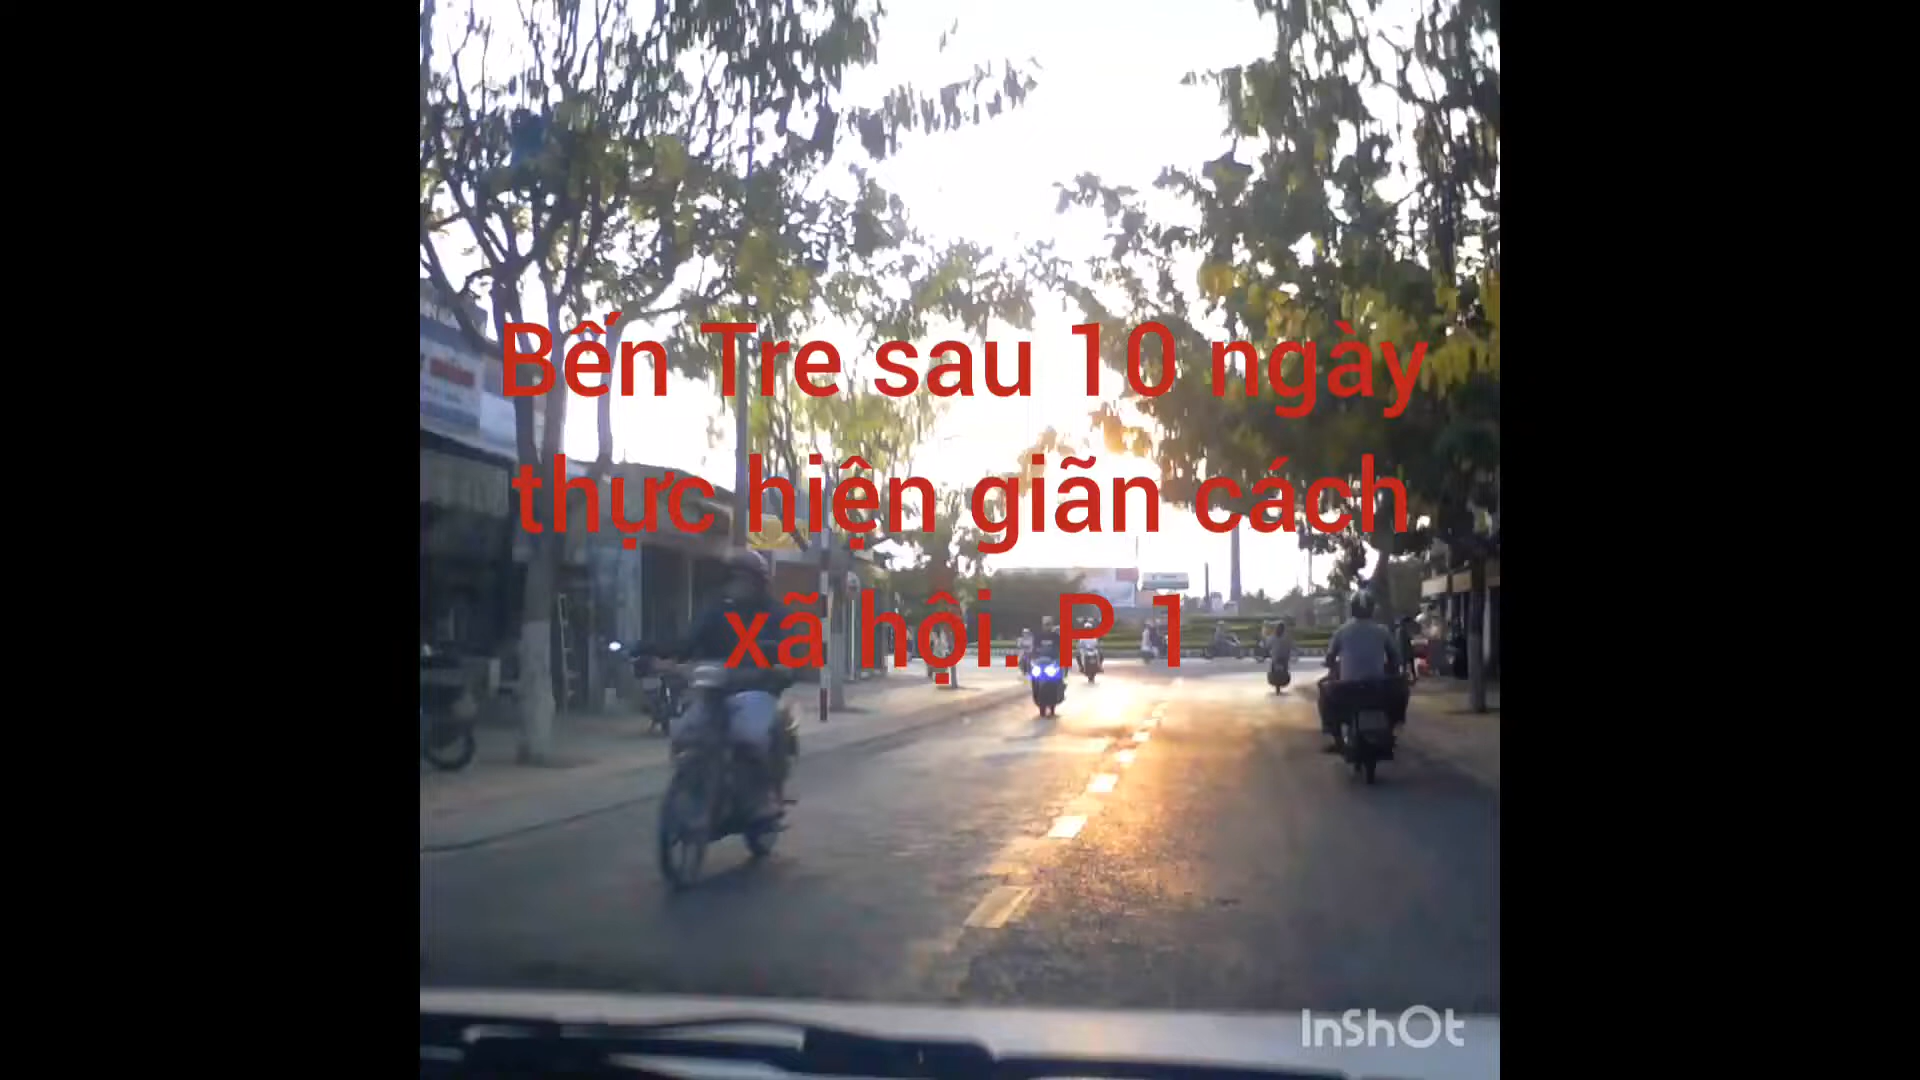 Bến Tre sau 10 ngày
thực hiện giãn cách
xã hội. P 1
InShOt